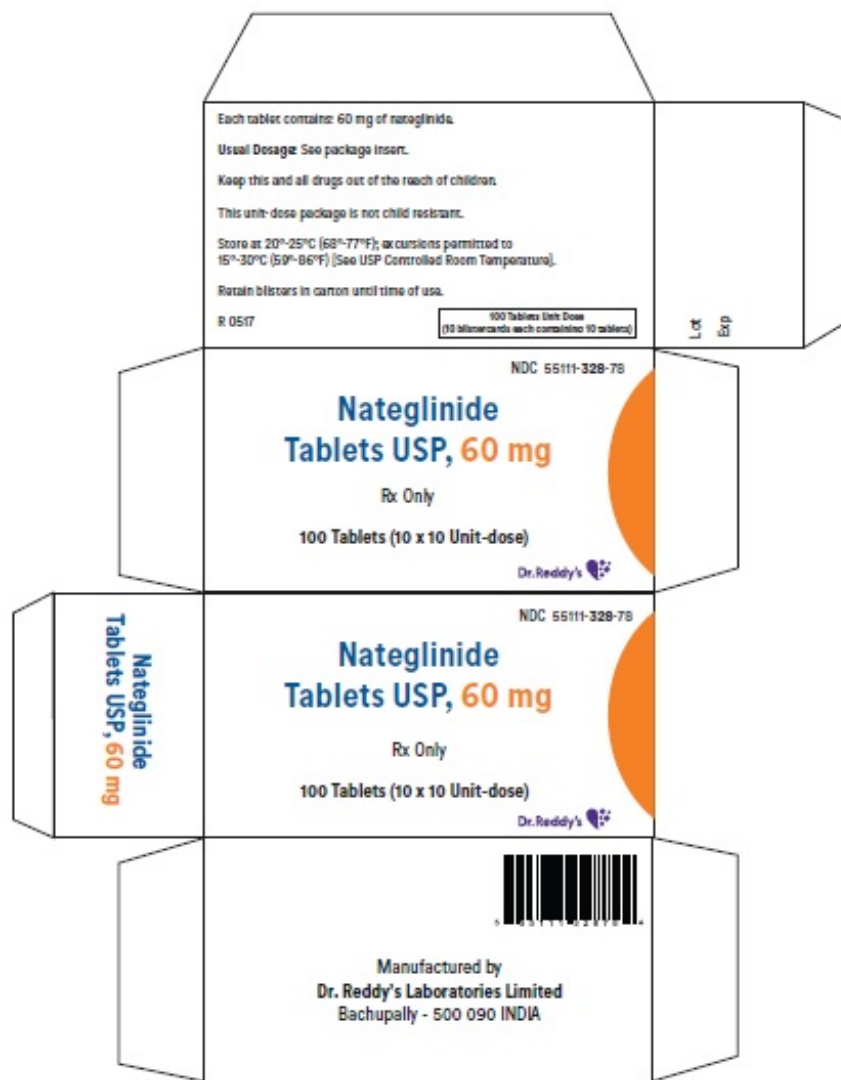 Each tablet contains: 60 mg of nateglinide.
Usual Dosage: See package insert.
Keep this and all drugs out of the reach of children.
This unit-dose package is not child resistant.
Store at 20°-25°C (68°-77°F); excursions permitted to
15°-30°C (59°-86°F) [See USP Controlled Room Temperature].
Retain blisters in carton until time of use.
R 0517
100 Tablets Unit Dose
(10 blistercards each containing 10 tablets)
Lot
Exp
NDC 55111-328-78
Nateglinide
Tablets USP, 60 mg
Rx Only
100 Tablets (10 x 10 Unit-dose)
Dr.Reddy's
Nateglinide
Tablets USP, 60 mg
NDC 55111-328-78
Nateglinide
Tablets USP, 60 mg
Rx Only
100 Tablets (10 x 10 Unit-dose)
Dr.Reddy's
Manufactured by
Dr. Reddy's Laboratories Limited
Bachupally - 500 090 INDIA